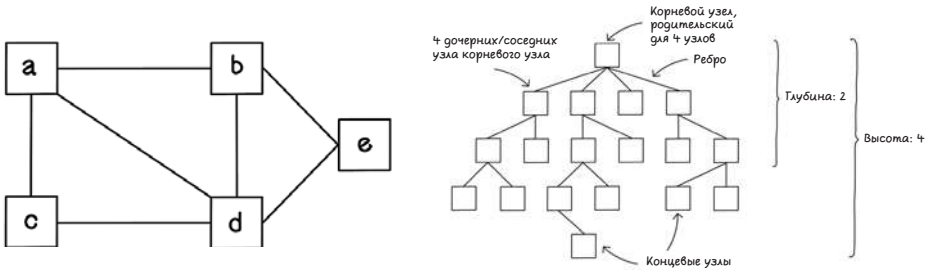 a
b
c
d
e
Корневой узел,
родительский
для 4 узлов
4 дочерних/соседних
узла корневого узла
Ребро
Глубина: 2
Высота: 4
Концевые узлы